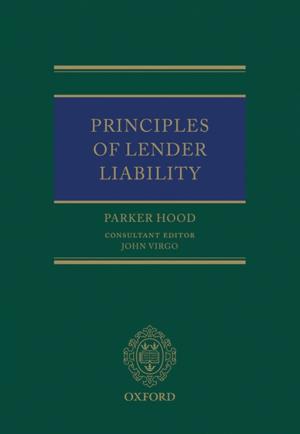 PRINCIPLES
OF LENDER
LIABILITY
PARKER HOOD
CONSULTANT EDITOR
JOHN VIRGO
OXFORD